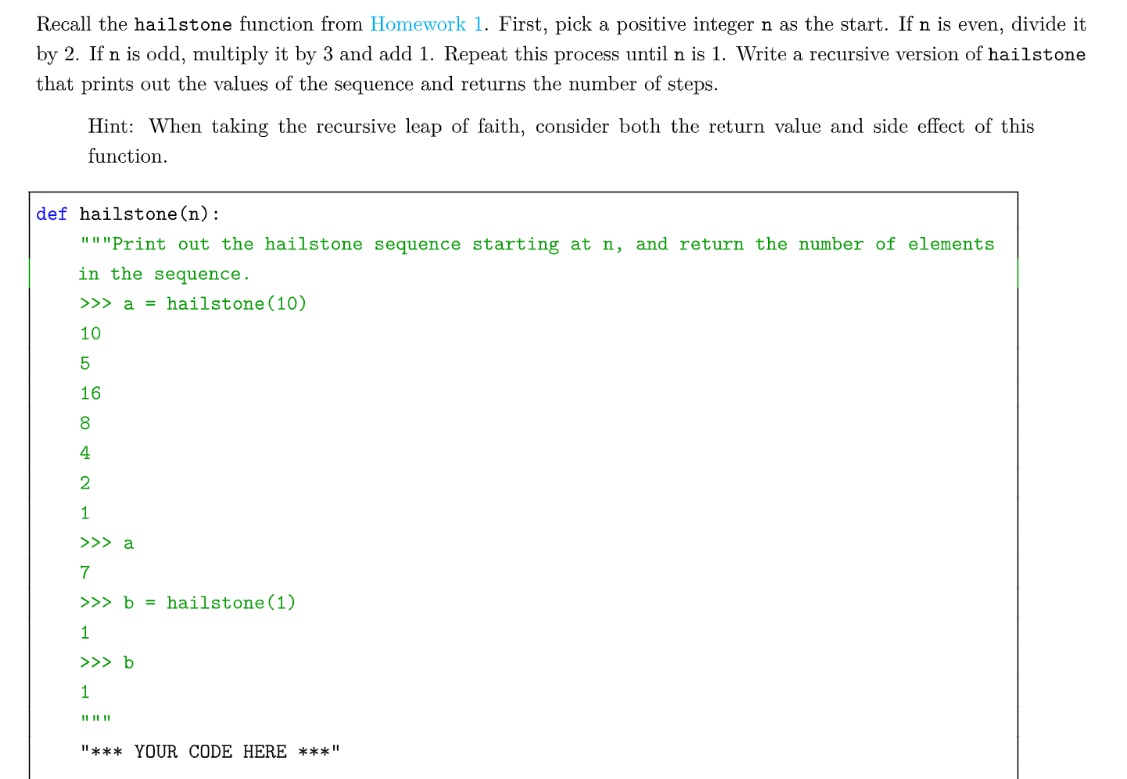 Recall the hailstone function from Homework 1. First, pick a positive integer n as the start. If n is even, divide it
by 2. If n is odd, multiply it by 3 and add 1. Repeat this process until n is 1. Write a recursive version of hailstone
that prints out the values of the sequence and returns the number of steps.
Hint: When taking the recursive leap of faith, consider both the return value and side effect of this
function.
def hailstone(n):
"""Print out the hailstone sequence starting at n, and return the number of elements
in the sequence.
>>> a = hailstone(10)
10
5
16
8
4
2
1
>>> a
7
>>> b = hailstone(1)
1
>>> b
1
"""
"*** YOUR CODE HERE ***"